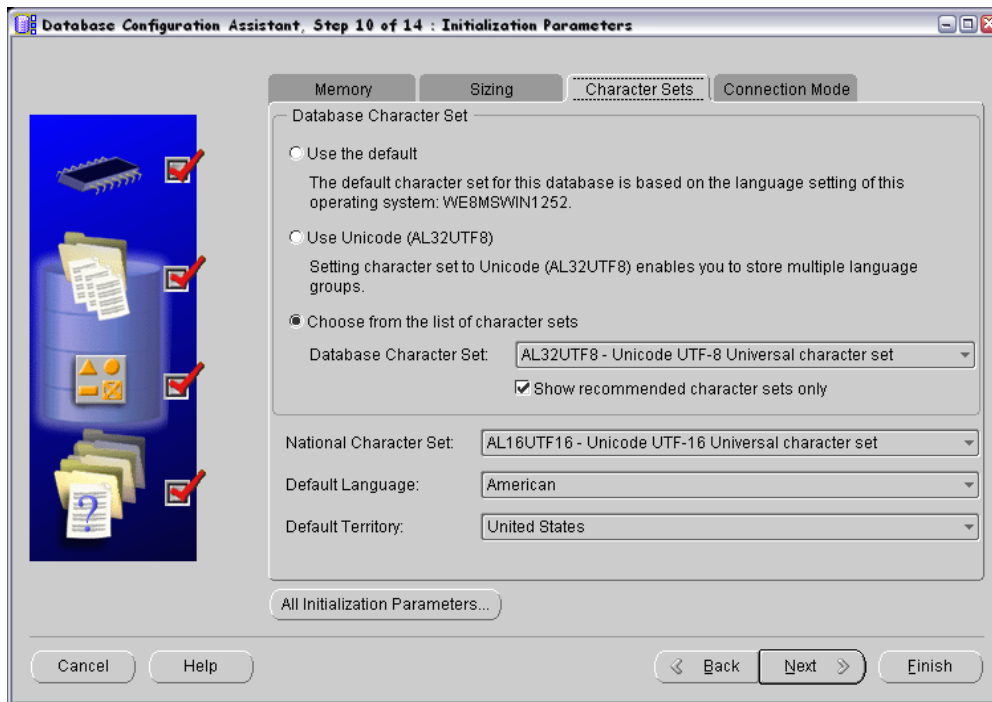 Database Configuration Assistant, Step 10 of 14 : Initialization Parameters
Memory Sizing Character Sets Connection Mode
Database Character Set
Use the default
The default character set for this database is based on the language setting of this
operating system: WE8MSWIN1252.
Use Unicode (AL32UTF8)
Setting character set to Unicode (AL32UTF8) enables you to store multiple language
groups.
Choose from the list of character sets
Database Character Set: AL32UTF8 - Unicode UTF-8 Universal character set
Show recommended character sets only
National Character Set: AL16UTF16 - Unicode UTF-16 Universal character set
Default Language: American
Default Territory: United States
?
All Initialization Parameters...
Cancel Help Back Next Finish